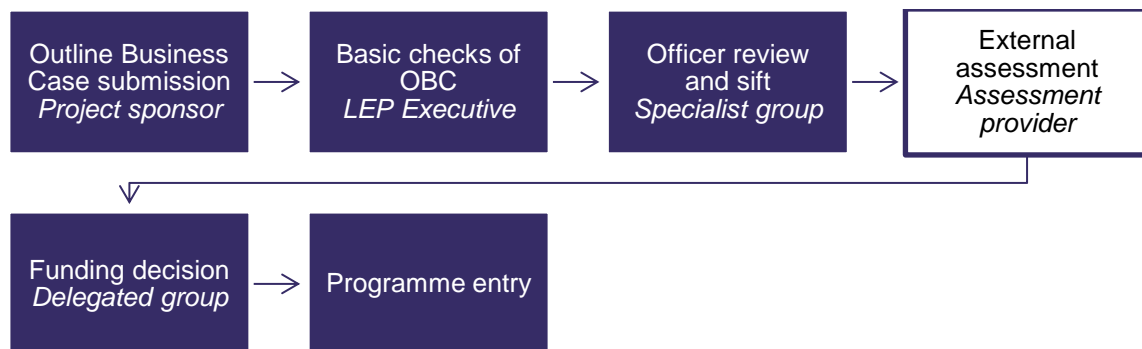 Outline Business
Case submission
Project sponsor
Basic checks of
OBC
LEP Executive
Officer review
and sift
Specialist group
External
assessment
Assessment
provider
Funding decision
Delegated group
Programme entry